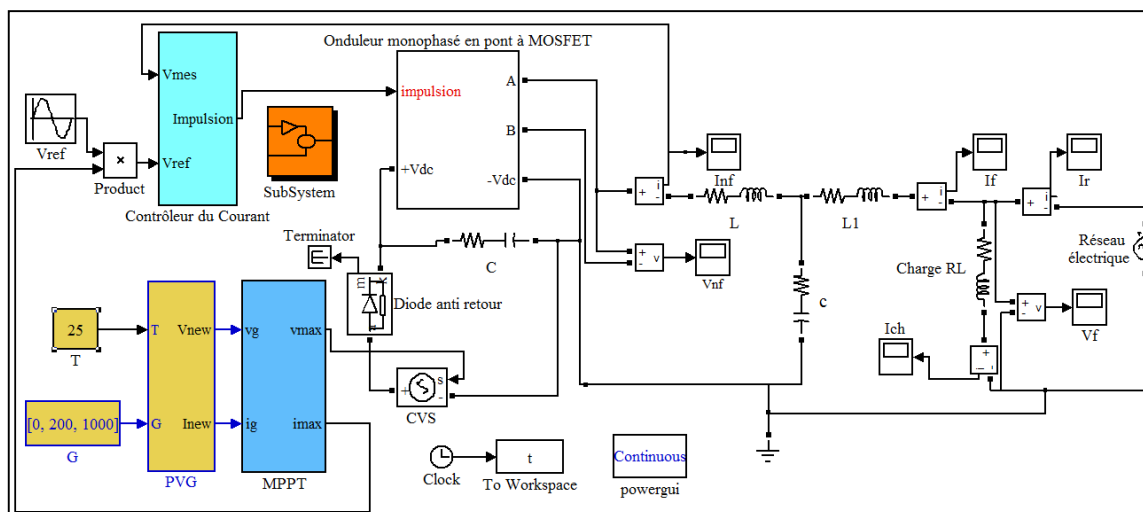 Onduleur monophasé en pont à MOSFET
Vmes
Impulsion
Vref
Contrôleur du Courant
Vref
×
Product
SubSystem
impulsion
A
B
+Vdc
-Vdc
+ i -
Inf
L
L1
+ i -
If
+ i -
Ir
Terminator
C
m k a
Diode anti retour
+ v -
Vnf
c
Charge RL
Réseau
électrique
+ v -
Vf
Ich
+ i -
25
T
T
Vnew
G
Inew
PVG
vg
vmax
ig
imax
MPPT
[0, 200, 1000]
G
+ s -
CVS
Clock
t
To Workspace
Continuous
powergui